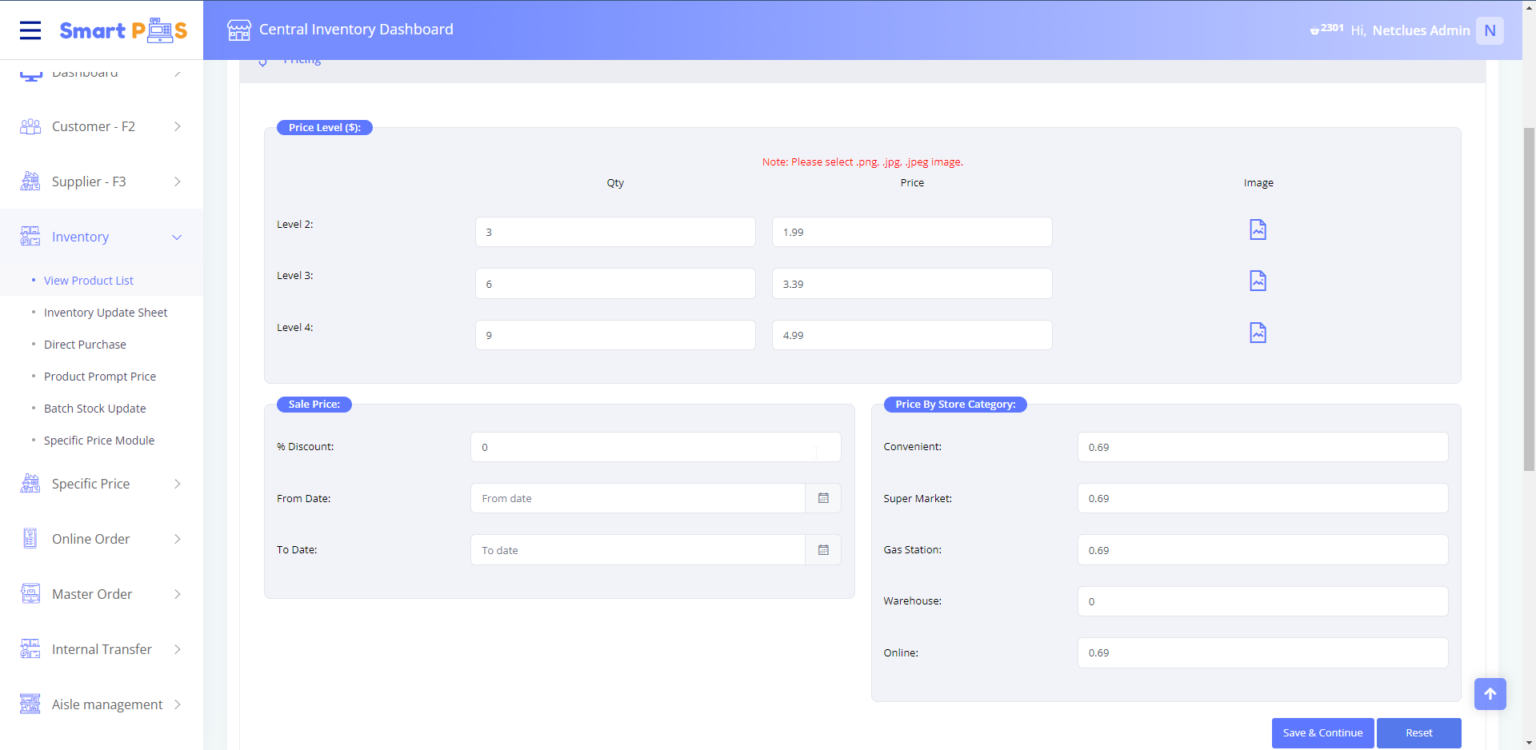 Smart POS
Central Inventory Dashboard
2301 Hi, Netclues Admin N
Dashboard
Customer - F2
Supplier - F3
Inventory
• View Product List
• Inventory Update Sheet
• Direct Purchase
• Product Prompt Price
• Batch Stock Update
• Specific Price Module
Specific Price
Online Order
Master Order
Internal Transfer
Aisle management
Pricing
Price Level ($):
Note: Please select .png, .jpg, .jpeg image.
Qty Price Image
Level 2: 3 1.99
Level 3: 6 3.39
Level 4: 9 4.99
Sale Price:
% Discount: 0
From Date: From date
To Date: To date
Price By Store Category:
Convenient: 0.69
Super Market: 0.69
Gas Station: 0.69
Warehouse: 0
Online: 0.69
Save & Continue Reset